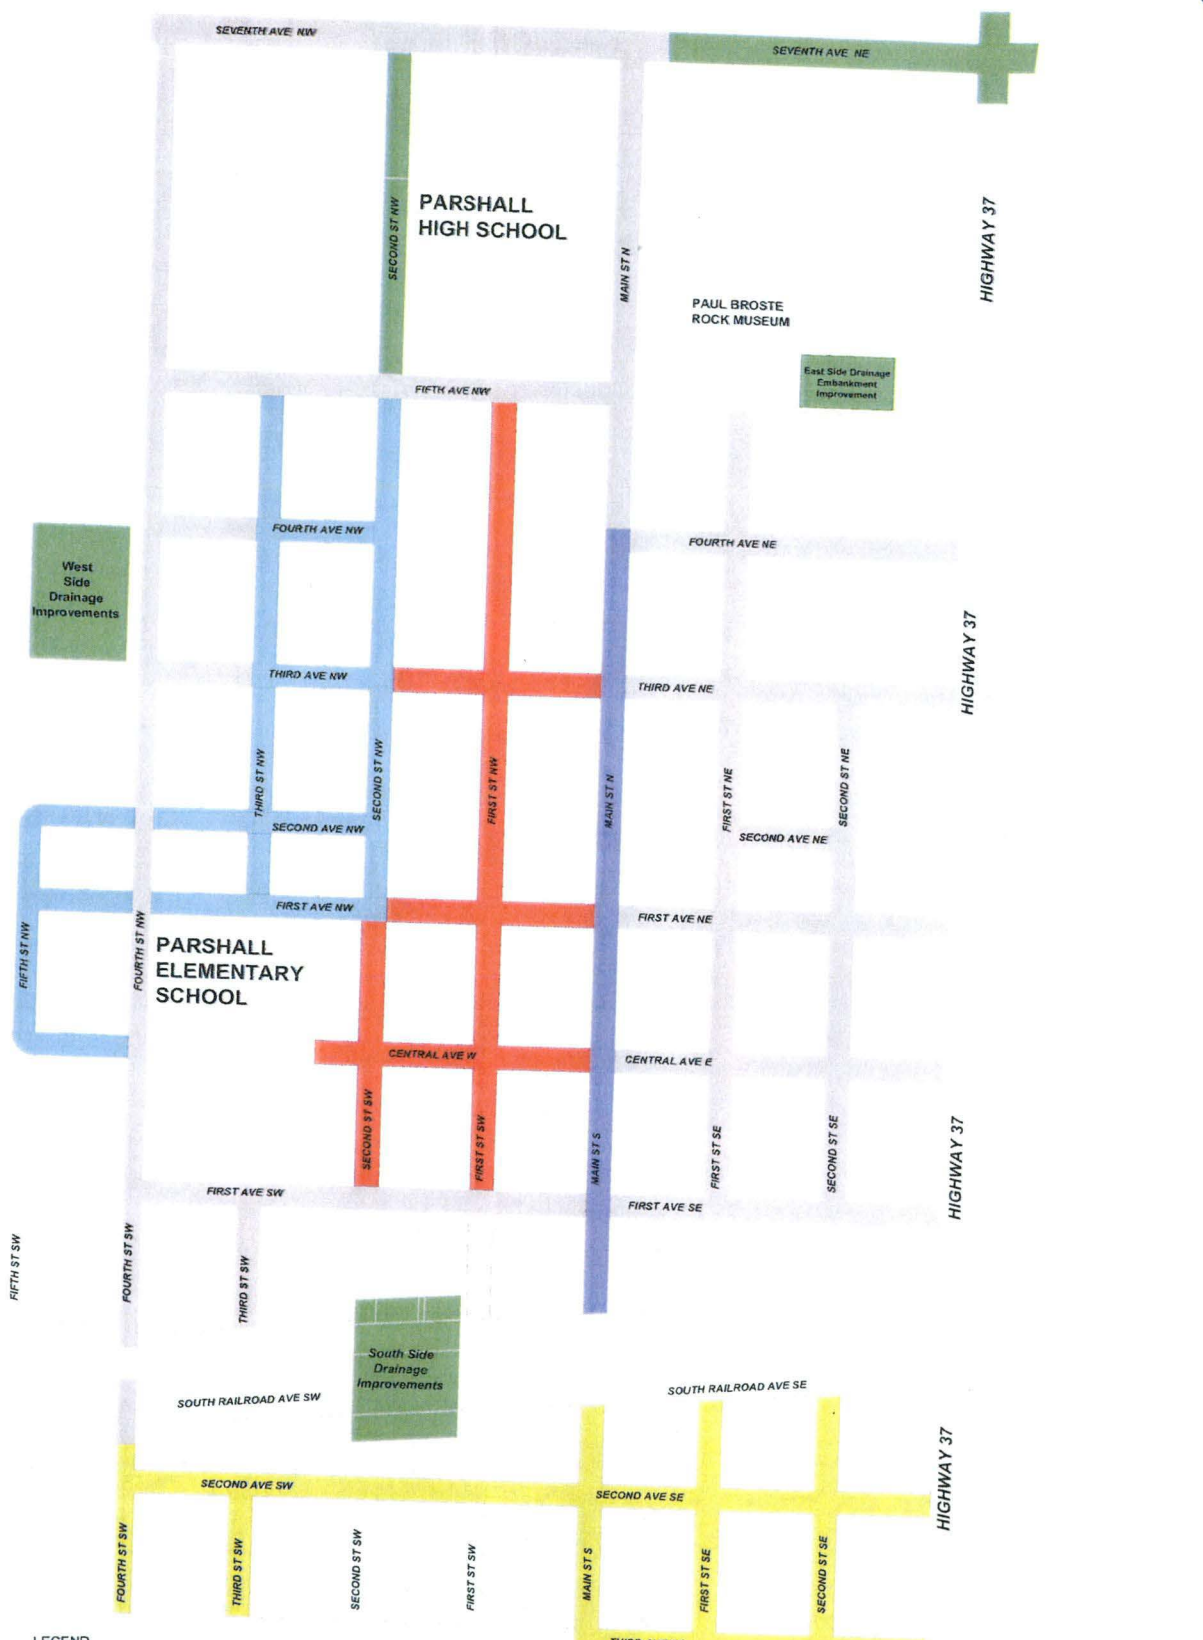 SEVENTH AVE NW
SEVENTH AVE NE
SECOND ST NW
PARSHALL
HIGH SCHOOL
MAIN ST N
HIGHWAY 37
PAUL BROSTE
ROCK MUSEUM
East Side Drainage
Embankment
Improvement
FIFTH AVE NW
FOURTH AVE NW
FOURTH AVE NE
West
Side
Drainage
Improvements
HIGHWAY 37
THIRD AVE NW
THIRD AVE NE
THIRD ST NW
SECOND ST NW
FIRST ST NW
MAIN ST N
FIRST ST NE
SECOND ST NE
SECOND AVE NW
SECOND AVE NE
FIRST AVE NW
FIRST AVE NE
FIFTH ST NW
FOURTH ST NW
PARSHALL
ELEMENTARY
SCHOOL
CENTRAL AVE W
CENTRAL AVE E
SECOND ST SW
FIRST ST SW
MAIN ST S
FIRST ST SE
SECOND ST SE
HIGHWAY 37
FIRST AVE SW
FIRST AVE SE
FIFTH ST SW
FOURTH ST SW
THIRD ST SW
South Side
Drainage
Improvements
SOUTH RAILROAD AVE SW
SOUTH RAILROAD AVE SE
HIGHWAY 37
SECOND AVE SW
SECOND AVE SE
FOURTH ST SW
THIRD ST SW
SECOND ST SW
FIRST ST SW
MAIN ST S
FIRST ST SE
SECOND ST SE
LEGEND